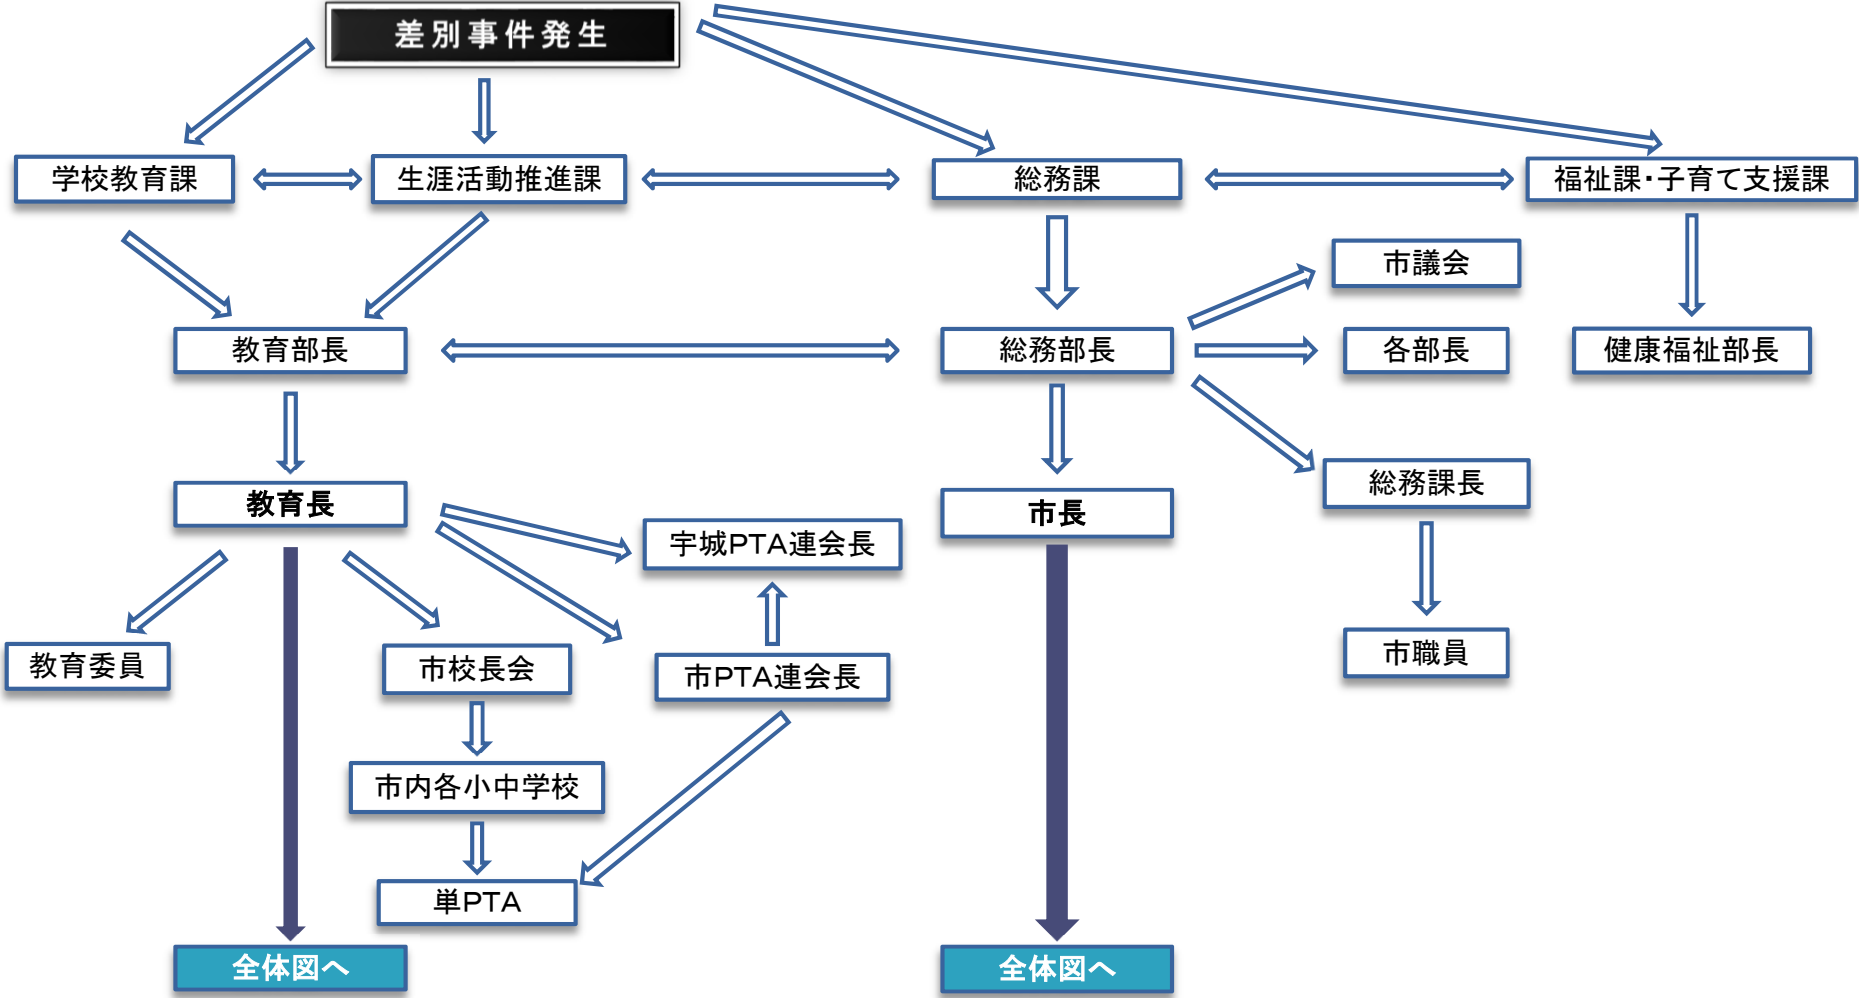 差別事件発生
学校教育課
生涯活動推進課
総務課
福祉課・子育て支援課
市議会
教育部長
総務部長
各部長
健康福祉部長
教育長
市長
総務課長
宇城PTA連会長
教育委員
市校長会
市PTA連会長
市職員
市内各小中学校
単PTA
全体図へ
全体図へ